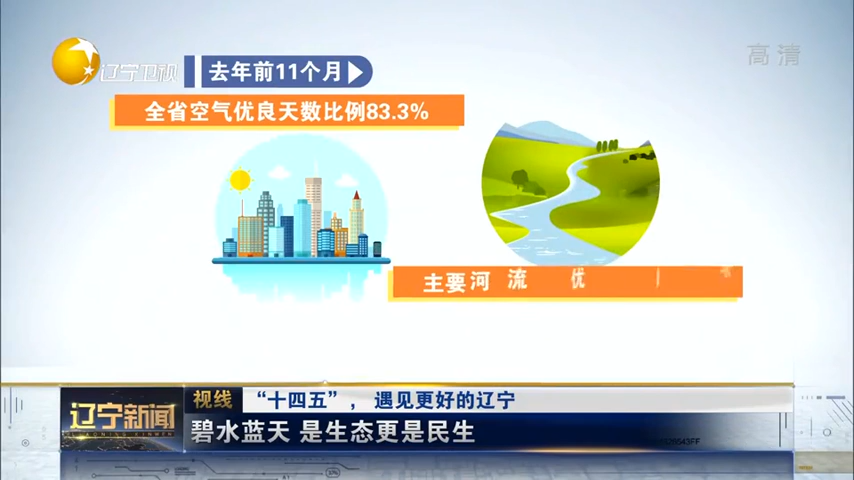 辽宁卫视
去年前11个月
高清
全省空气优良天数比例83.3%
主要河流 优
视线
“十四五”，遇见更好的辽宁
辽宁新闻
LIAONING XINWEN
碧水蓝天 是生态更是民生